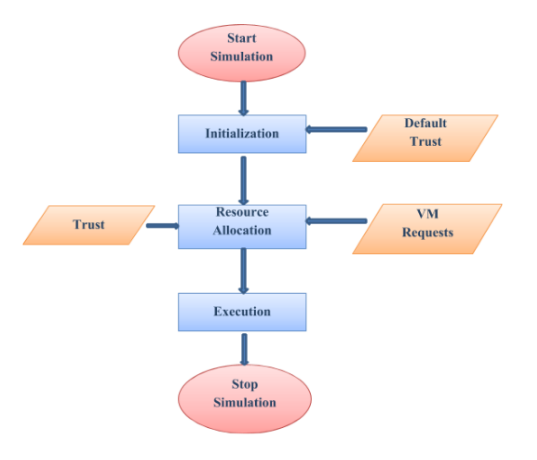 Start
Simulation
Initialization
Default
Trust
Trust
Resource
Allocation
VM
Requests
Execution
Stop
Simulation